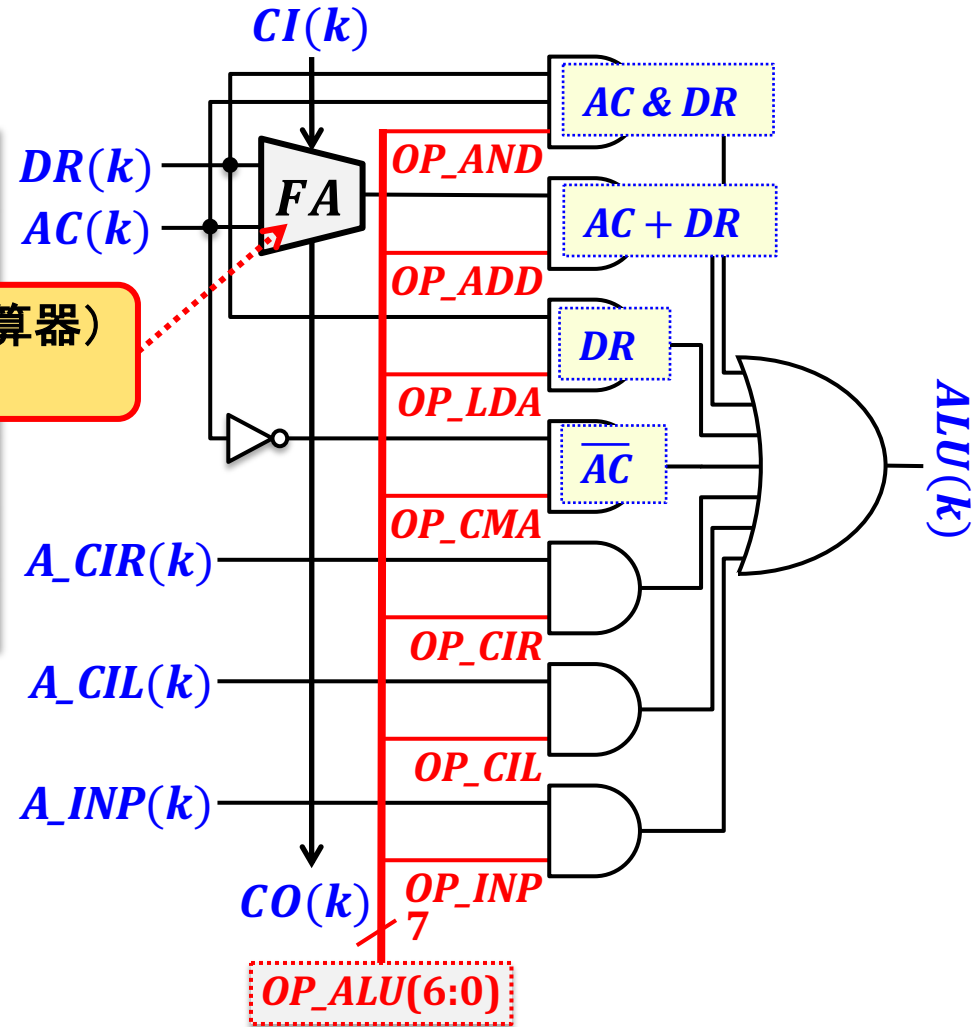 CI(k)
AC & DR
OP_AND
DR(k)
FA
AC(k)
AC + DR
OP_ADD
算器）
DR
OP_LDA
\overline{AC}
OP_CMA
A_CIR(k)
OP_CIR
A_CIL(k)
OP_CIL
A_INP(k)
OP_INP
CO(k)
7
OP_ALU(6:0)
ALU(k)